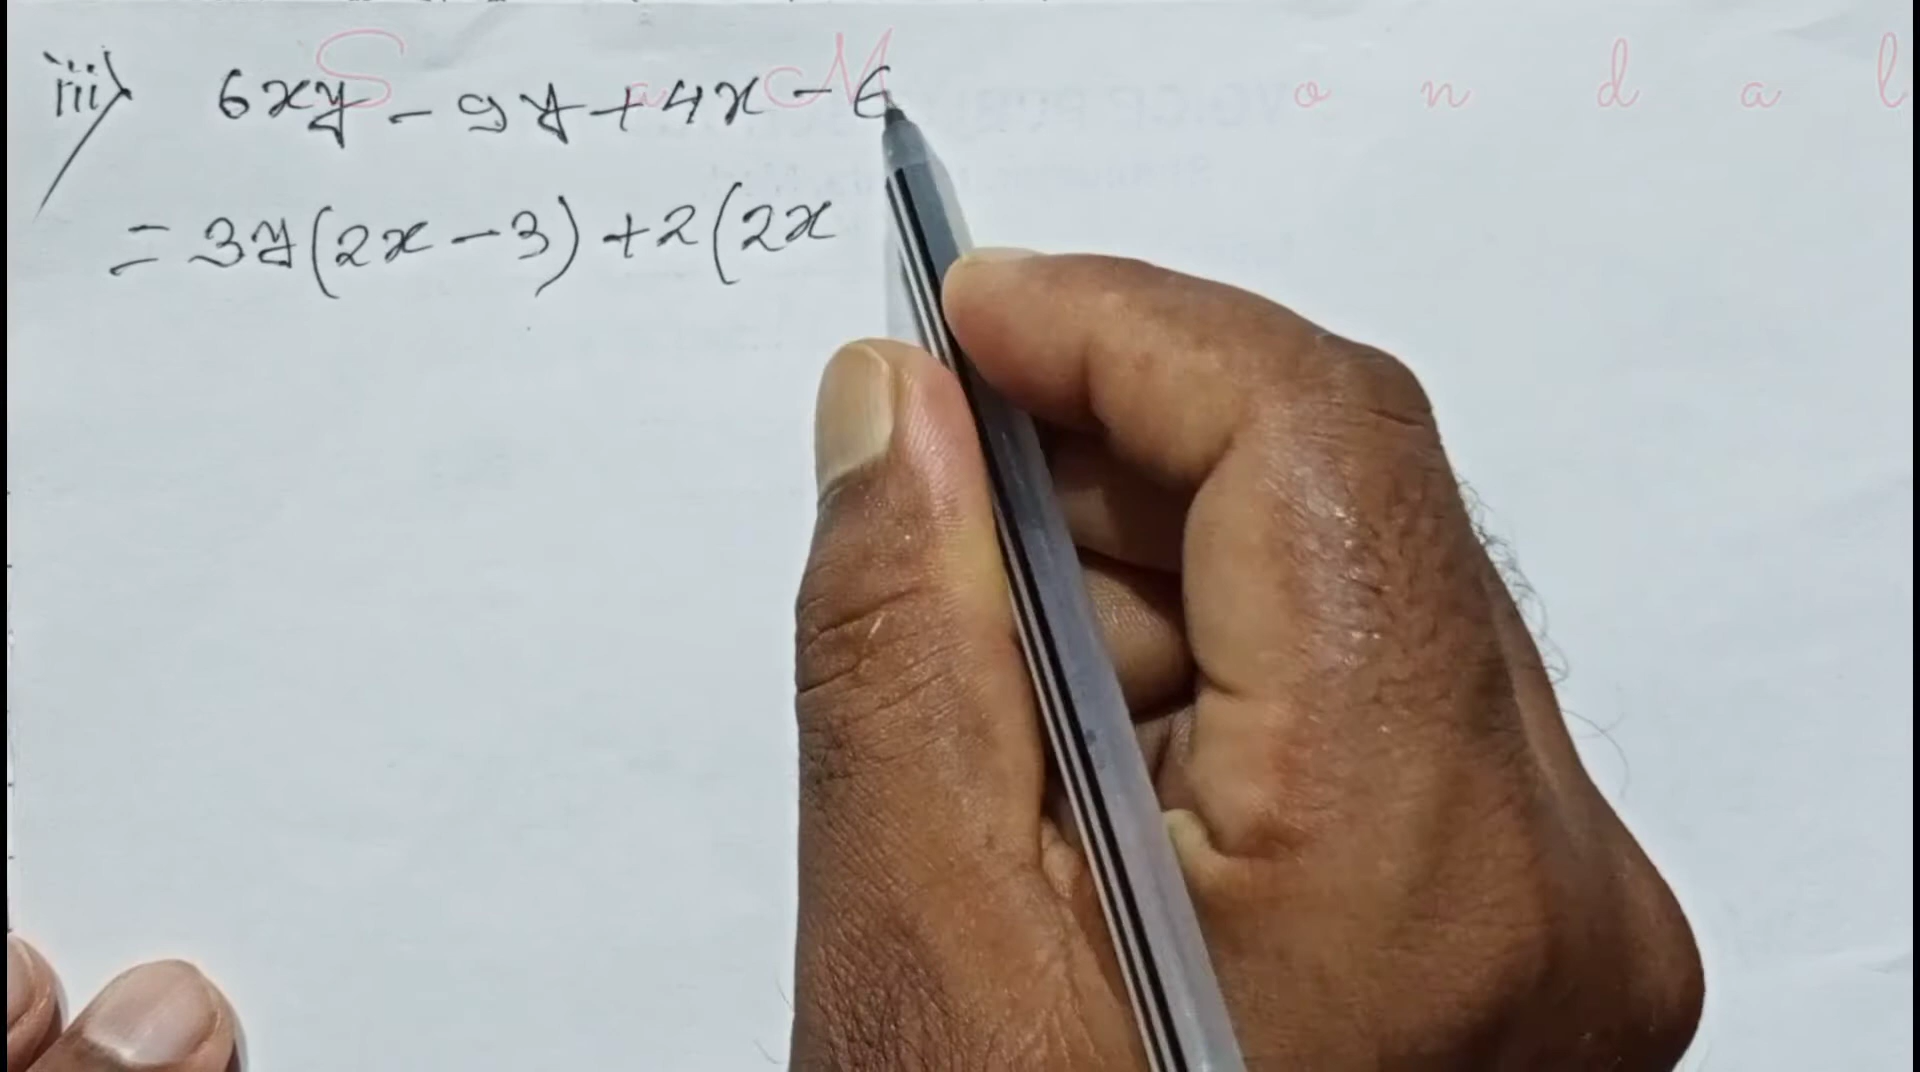 iii) 6xy - 9y + 4x - 6
= 3y(2x - 3) + 2(2x
S a M o n d a l